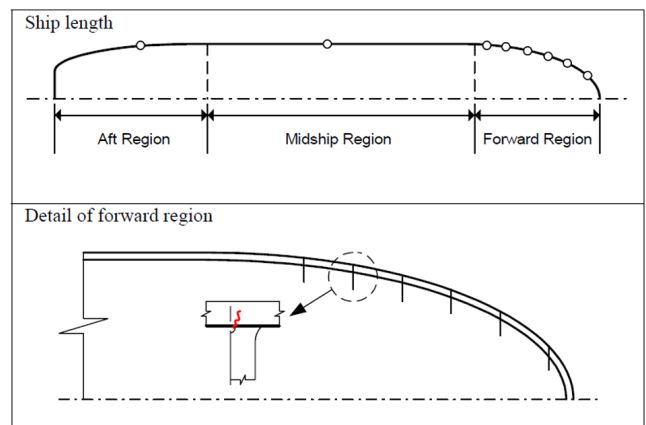 Ship length
Aft Region
Midship Region
Forward Region
Detail of forward region